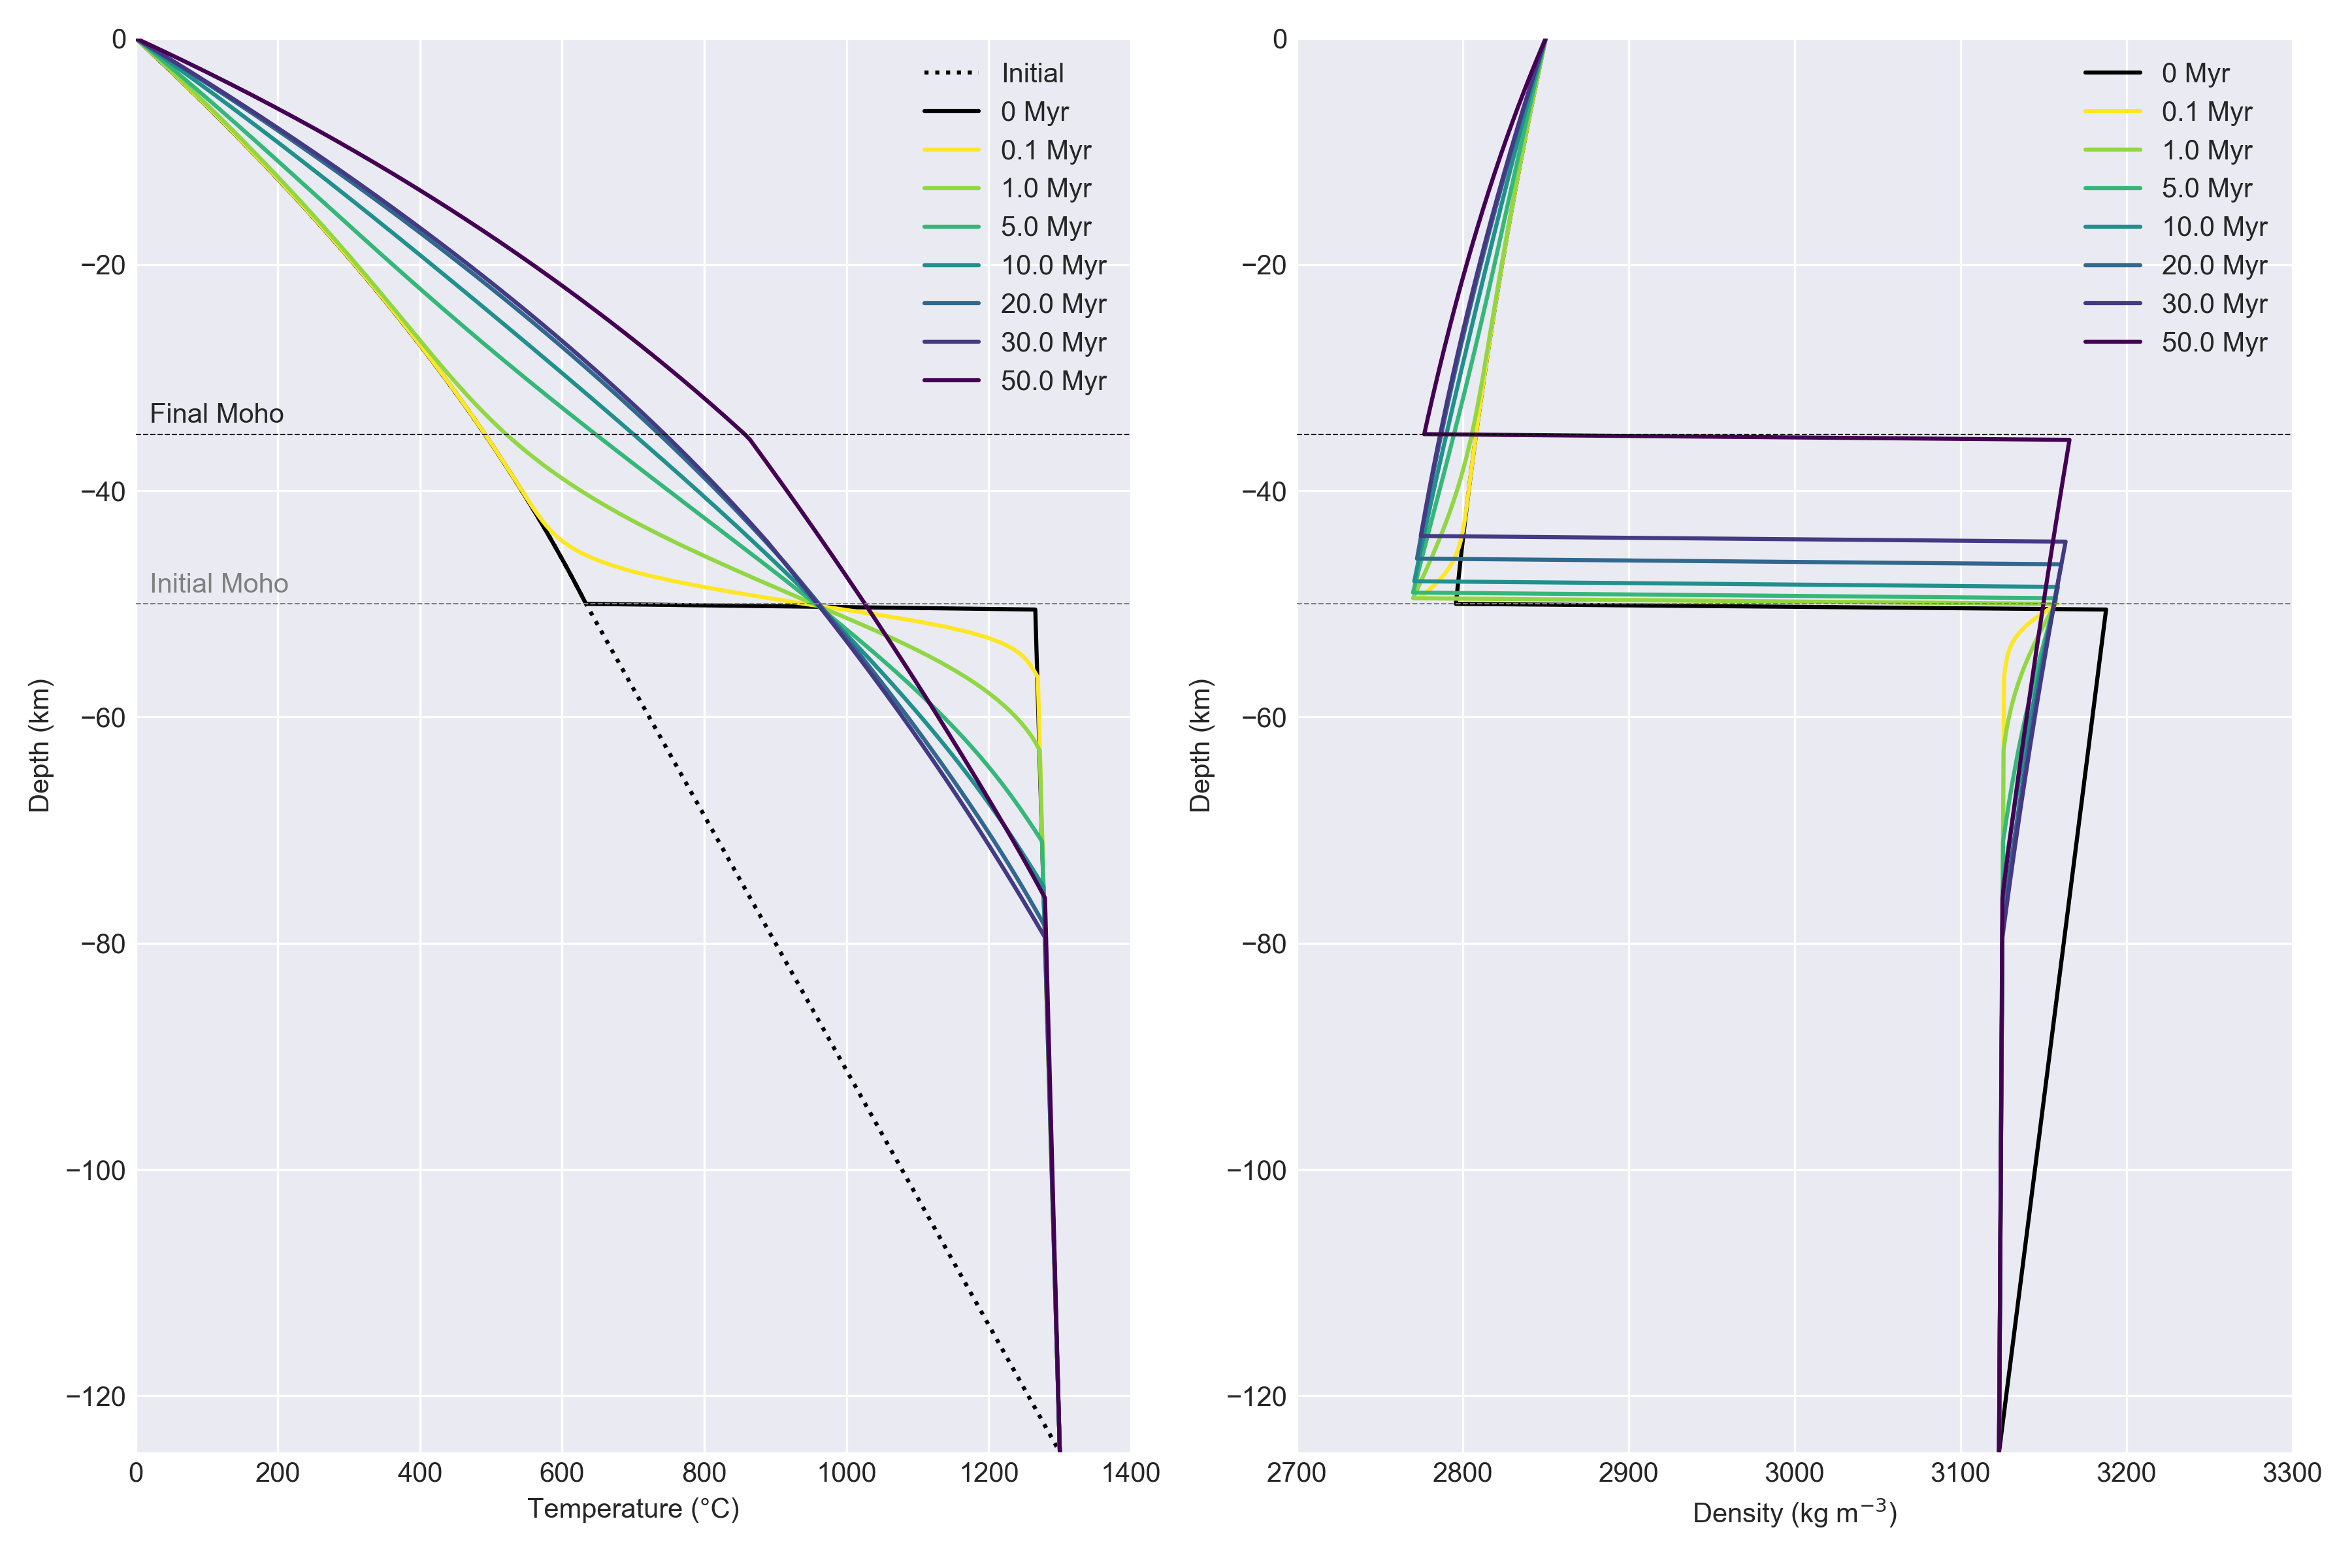 0
−20
−40
−60
−80
−100
−120
Depth (km)
0
200
400
600
800
1000
1200
1400
Temperature (°C)
Initial
0 Myr
0.1 Myr
1.0 Myr
5.0 Myr
10.0 Myr
20.0 Myr
30.0 Myr
50.0 Myr
Final Moho
Initial Moho
0
−20
−40
−60
−80
−100
−120
Depth (km)
2700
2800
2900
3000
3100
3200
3300
Density (kg m⁻³)
0 Myr
0.1 Myr
1.0 Myr
5.0 Myr
10.0 Myr
20.0 Myr
30.0 Myr
50.0 Myr